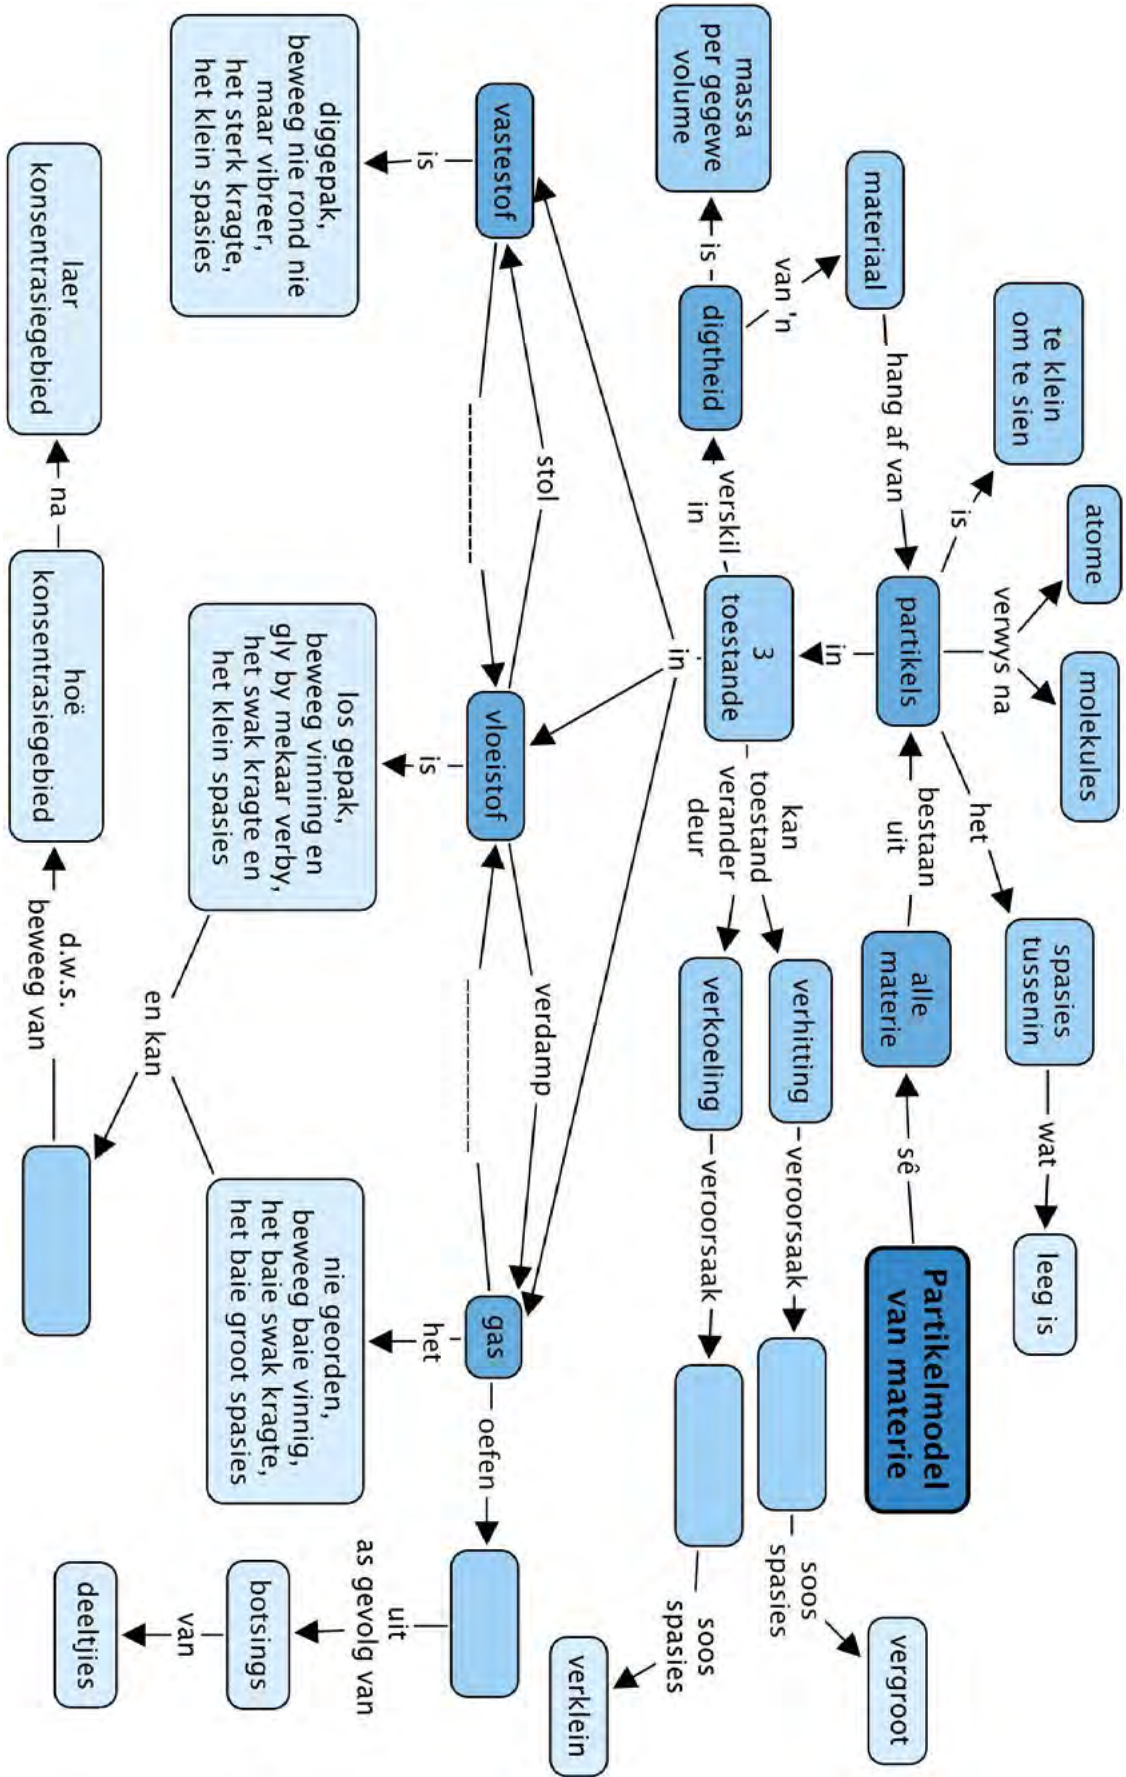 atome
molekules
te klein
om te sien
is
verwys na
het
spasies
tussenin
wat
leeg is
Partikelmodel
van materie
sê
alle
materie
bestaan
uit
partikels
hang af van
materiaal
in
3
toestande
van 'n
verskil
in
digtheid
is
massa
per gegewe
volume
kan
toestand
verander
deur
verhitting
veroorsaak
soos
spasies
vergroot
verkoeling
veroorsaak
soos
spasies
verklein
in
vastestof
stol
vloeistof
verdamp
gas
oefen
uit
as gevolg van
botsings
van
deeltjies
is
diggepak,
beweeg nie rond nie
maar vibreer,
het sterk kragte,
het klein spasies
is
los gepak,
beweeg vinning en
gly by mekaar verby,
het swak kragte en
het klein spasies
het
nie georden,
beweeg baie vinnig,
het baie swak kragte,
het baie groot spasies
en kan
d.w.s.
beweeg van
hoë
konsentrasiegebied
na
laer
konsentrasiegebied